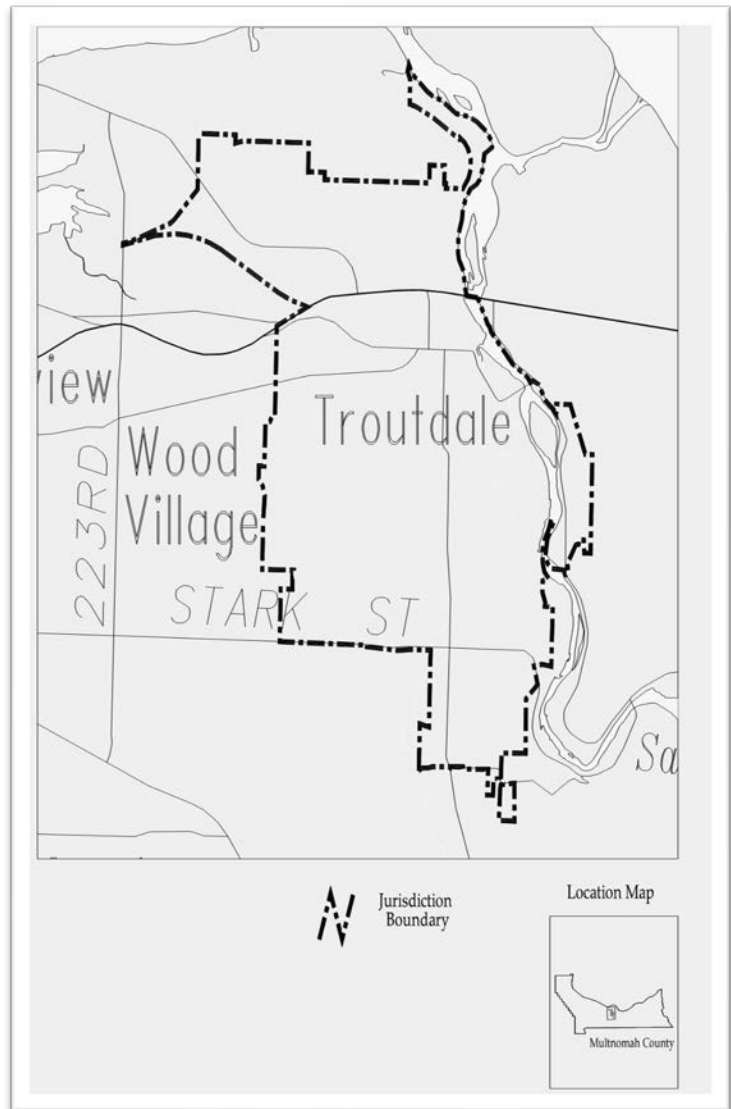 view
Troutdale
Wood
Village
223RD
STARK ST
Sa
Jurisdiction
Boundary
Location Map
Multnomah County